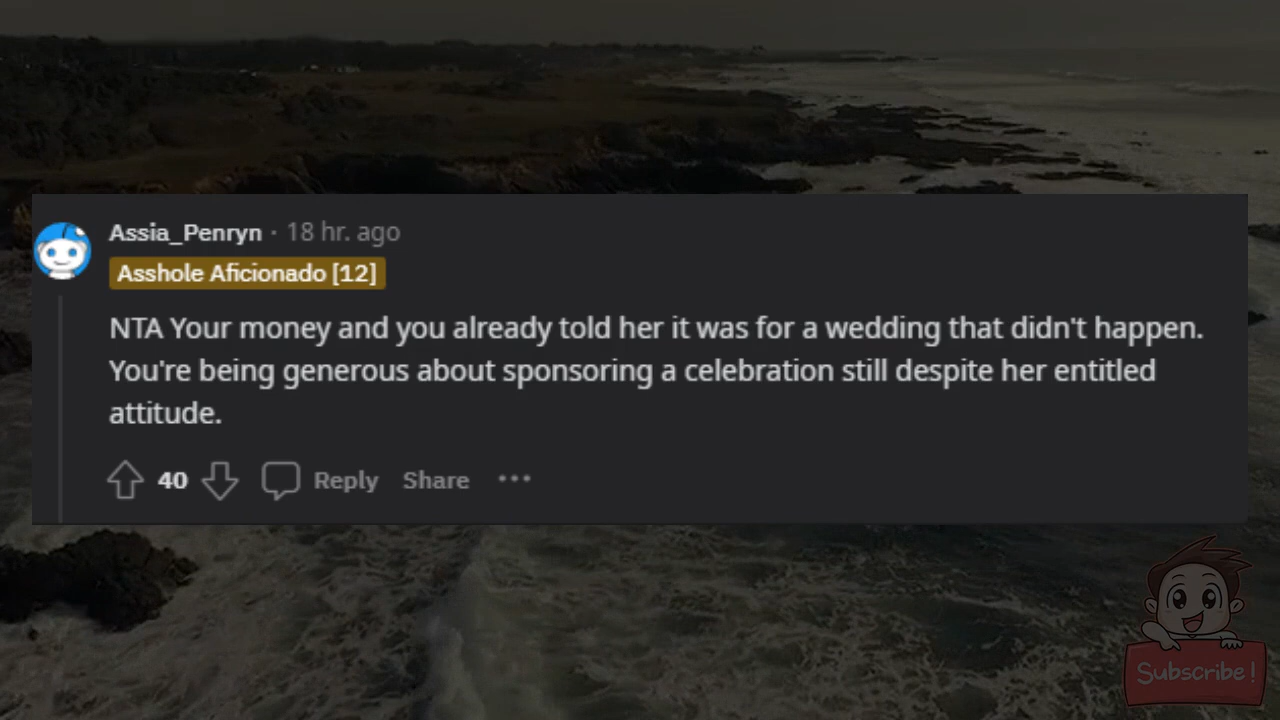 Assia_Penryn · 18 hr. ago
Asshole Aficionado [12]
NTA Your money and you already told her it was for a wedding that didn't happen.
You're being generous about sponsoring a celebration still despite her entitled
attitude.
40 Reply Share ···
Subscribe!